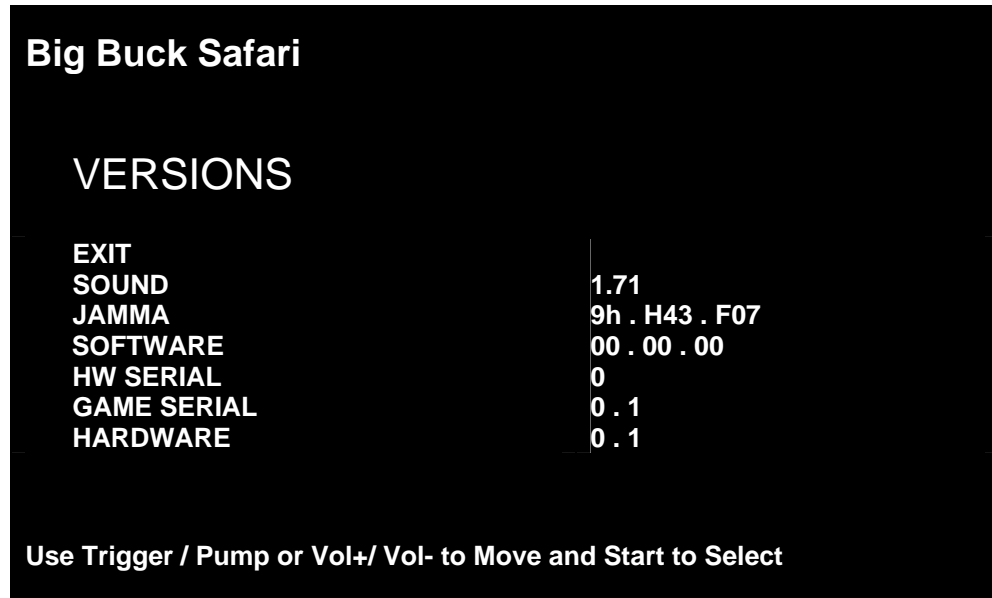 Big Buck Safari
VERSIONS
EXIT
SOUND 1.71
JAMMA 9h . H43 . F07
SOFTWARE 00 . 00 . 00
HW SERIAL 0
GAME SERIAL 0 . 1
HARDWARE 0 . 1
Use Trigger / Pump or Vol+/ Vol- to Move and Start to Select